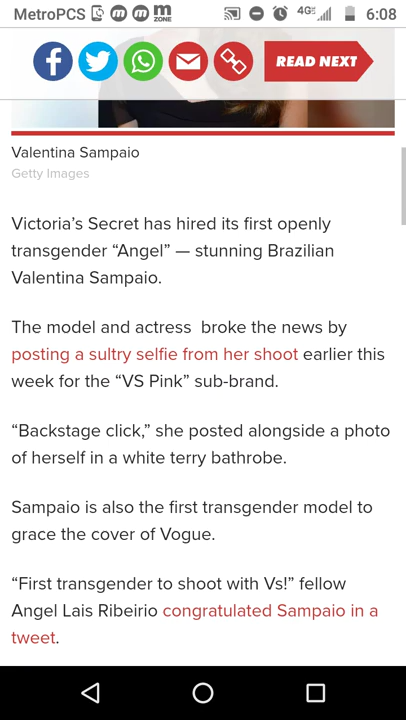 MetroPCS m m m ZONE 4G 6:08
f READ NEXT
Valentina Sampaio
Getty Images
Victoria’s Secret has hired its first openly
transgender “Angel” — stunning Brazilian
Valentina Sampaio.
The model and actress broke the news by
posting a sultry selfie from her shoot earlier this
week for the “VS Pink” sub-brand.
“Backstage click,” she posted alongside a photo
of herself in a white terry bathrobe.
Sampaio is also the first transgender model to
grace the cover of Vogue.
“First transgender to shoot with Vs!” fellow
Angel Lais Ribeirio congratulated Sampaio in a
tweet.